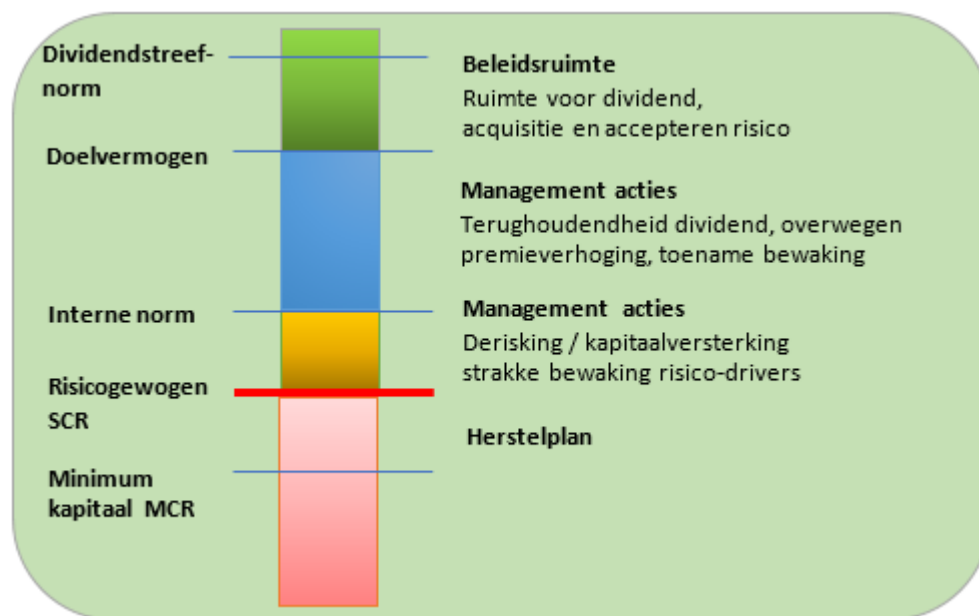 Dividendstreef-
norm
Beleidsruimte
Ruimte voor dividend,
acquisitie en accepteren risico
Doelvermogen
Management acties
Terughoudendheid dividend, overwegen
premieverhoging, toename bewaking
Interne norm
Management acties
Derisking / kapitaalversterking
strakke bewaking risico-drivers
Risicogewogen
SCR
Herstelplan
Minimum
kapitaal MCR